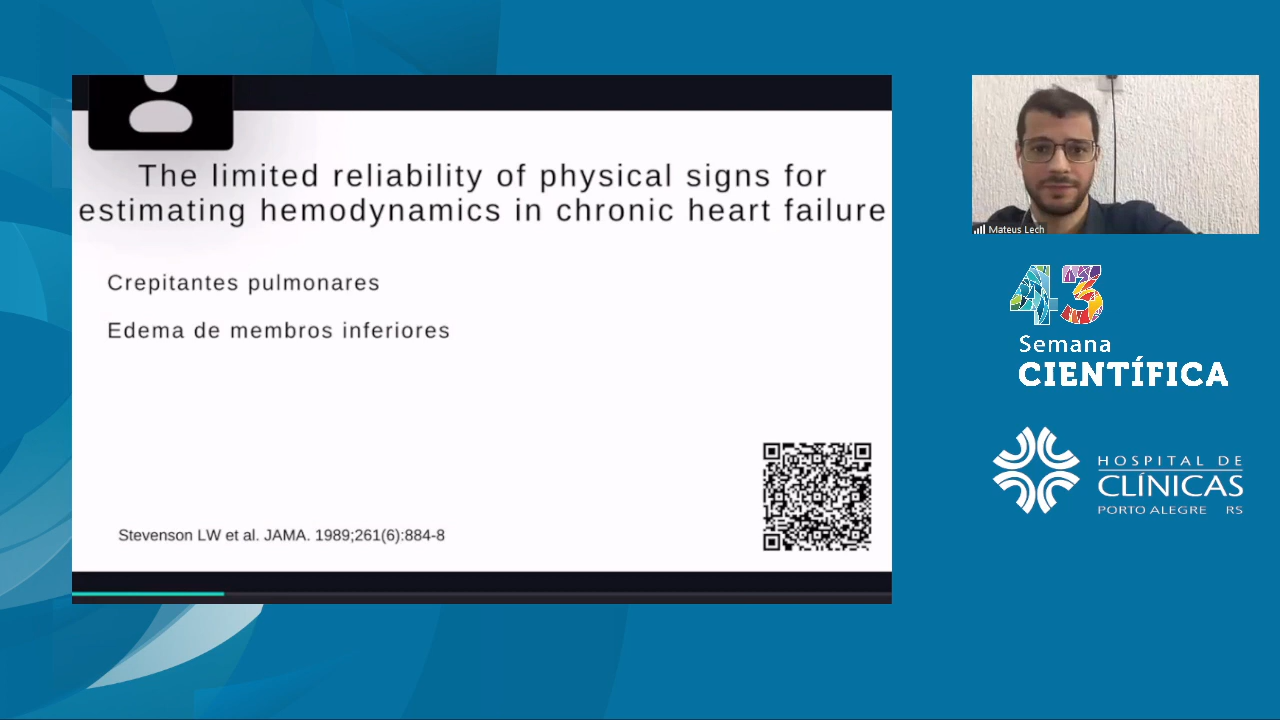 The limited reliability of physical signs for
estimating hemodynamics in chronic heart failure
Crepitantes pulmonares
Edema de membros inferiores
Stevenson LW et al. JAMA. 1989;261(6):884-8
Mateus Lech
43
Semana
CIENTÍFICA
HOSPITAL DE
CLÍNICAS
PORTO ALEGRE RS